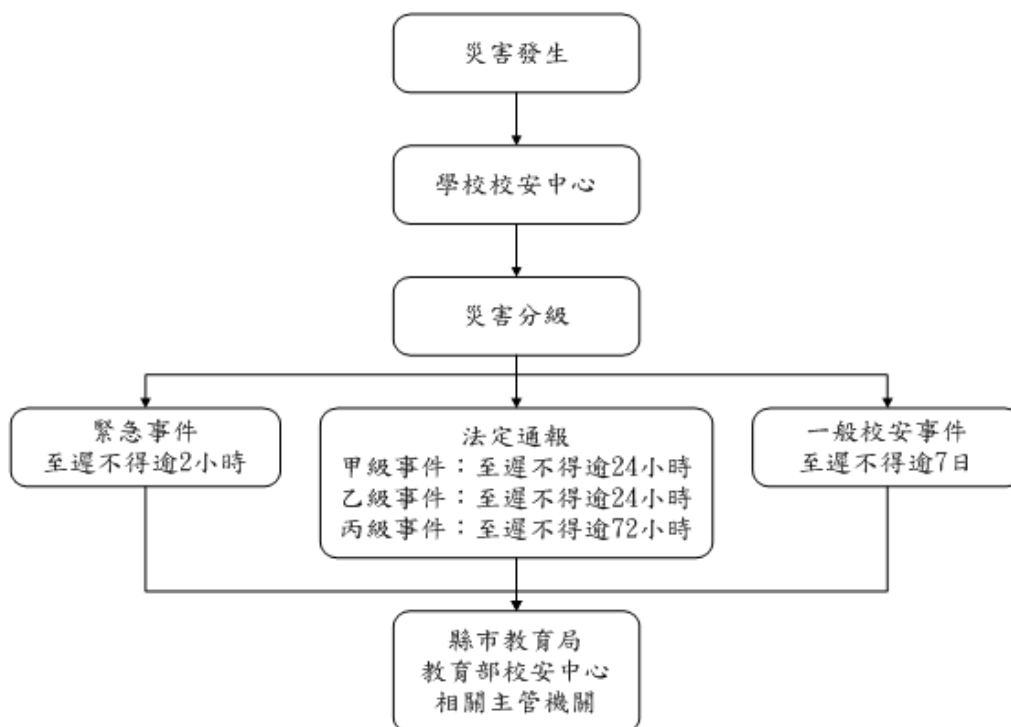 災害發生
學校校安中心
災害分級
緊急事件
至遲不得逾2小時
法定通報
甲級事件：至遲不得逾24小時
乙級事件：至遲不得逾24小時
丙級事件：至遲不得逾72小時
一般校安事件
至遲不得逾7日
縣市教育局
教育部校安中心
相關主管機關